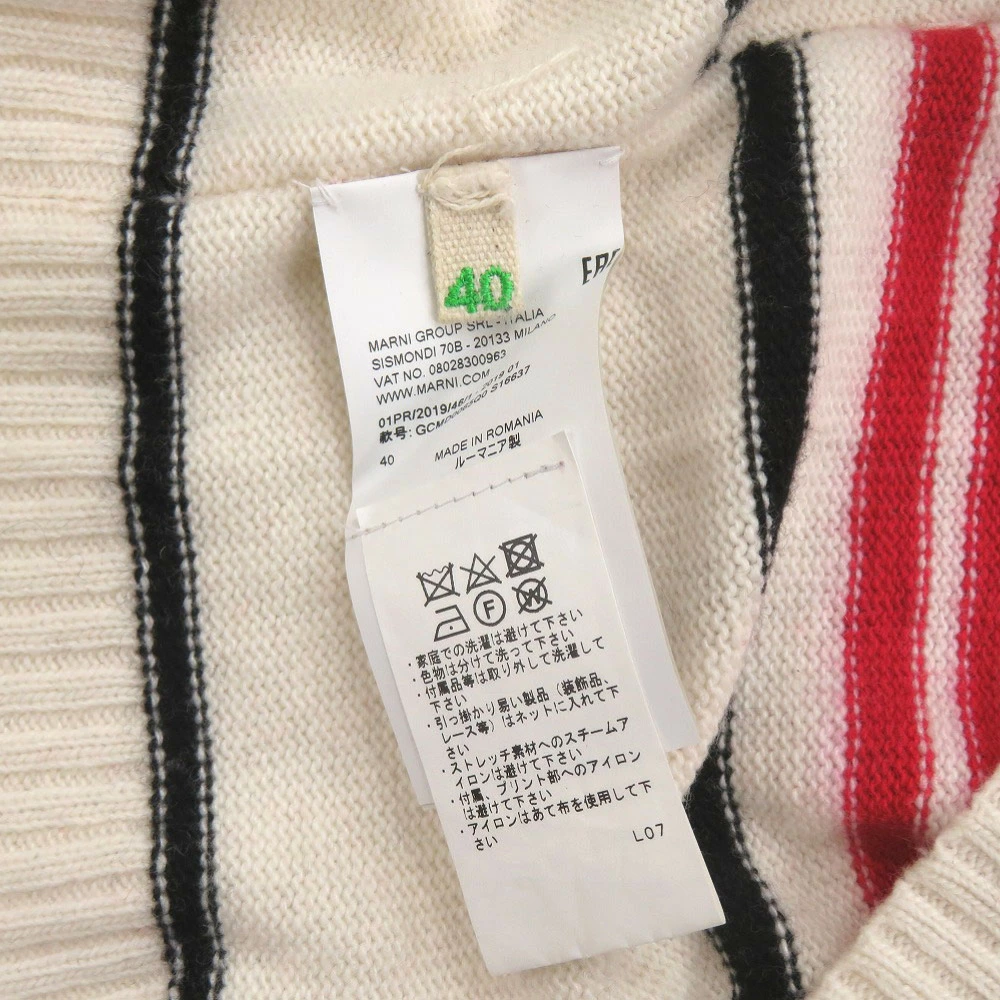 40
MARNI GROUP SRL - ITALIA
SISMONDI 70B - 20133 MILANO
VAT NO. 08028300963
WWW.MARNI.COM
01PR/2019/46/1 - 2019 01
款号: S16637
40
MADE IN ROMANIA
ルーマニア製
F
W
・家庭での洗濯は避けて下さい
・色物は分けて洗って下さい
・付属品等は取り外して洗濯して
下さい
・引っ掛かり易い製品（装飾品、
レース等）はネットに入れて下
さい
・ストレッチ素材へのスチームア
イロンは避けて下さい
・付属、プリント部へのアイロン
は避けて下さい
・アイロンはあて布を使用して下
さい
L07